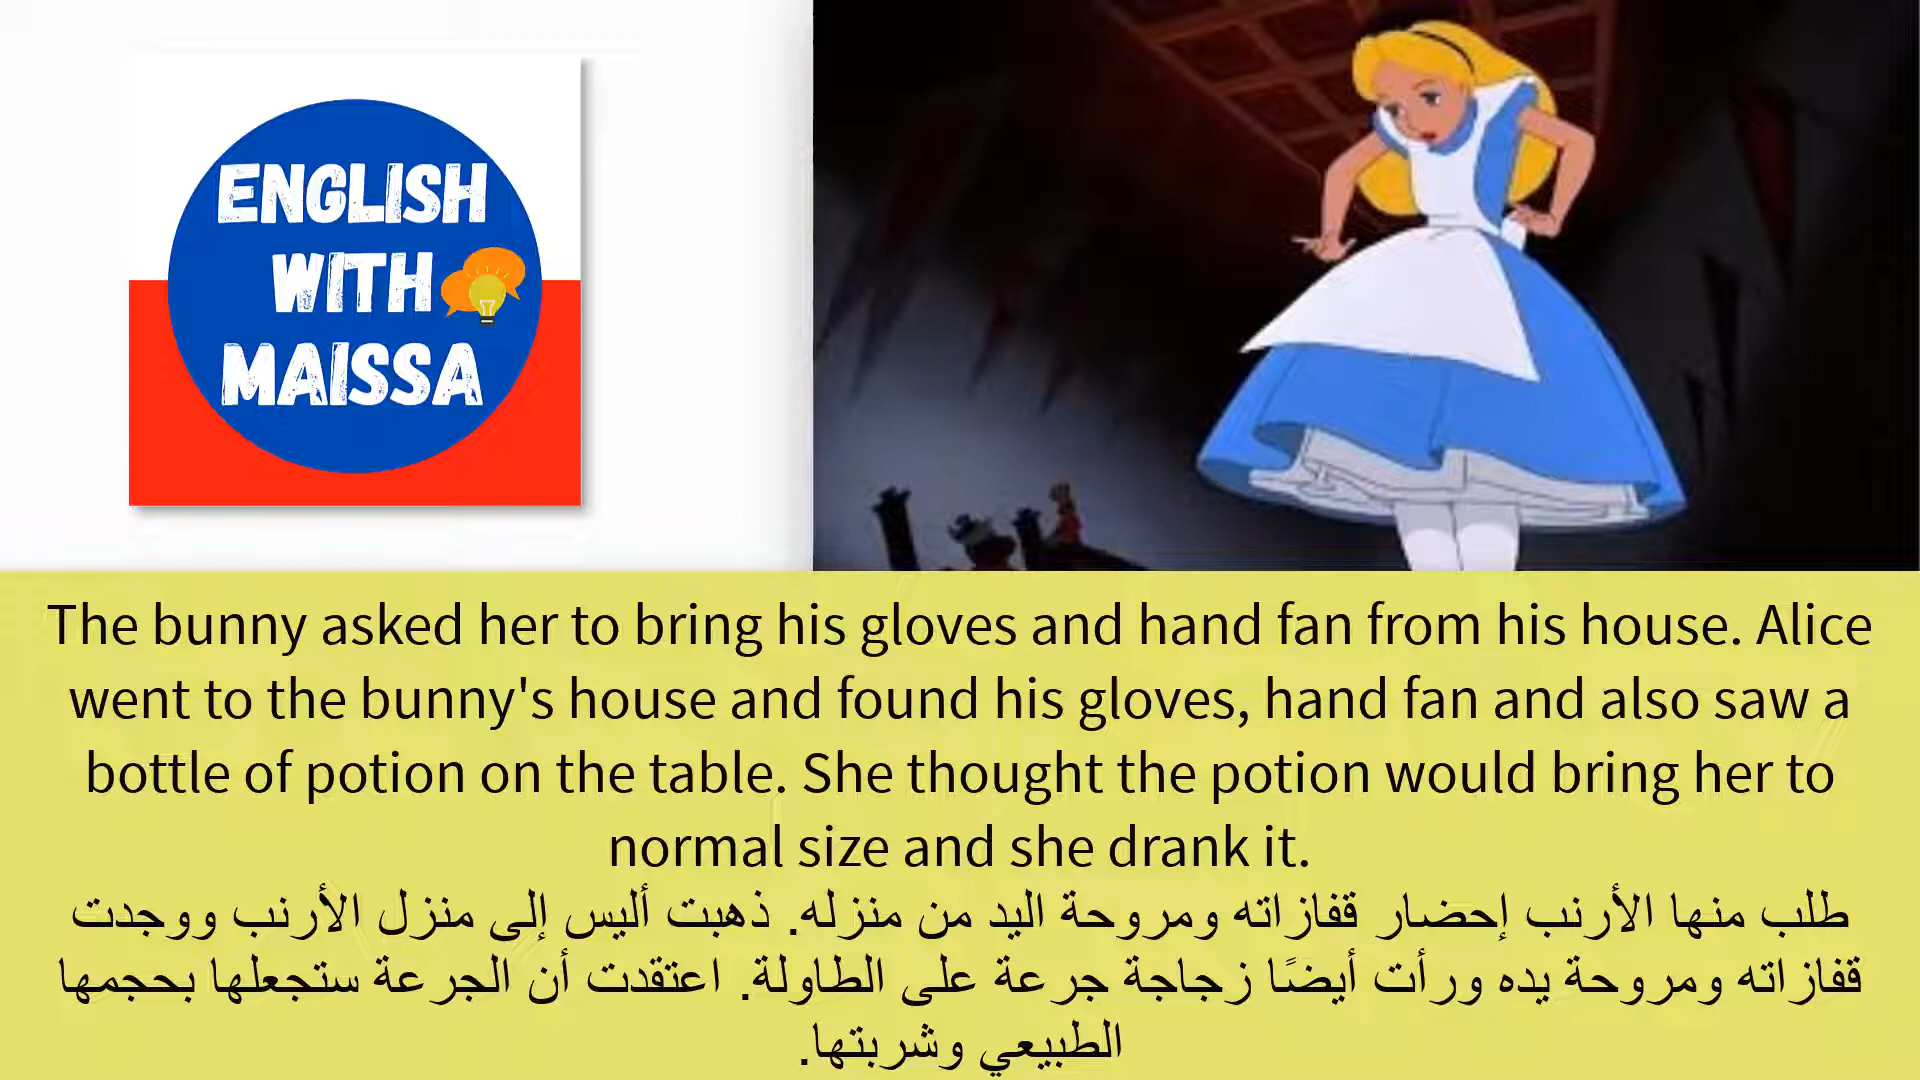 ENGLISH
WITH
MAISSA
The bunny asked her to bring his gloves and hand fan from his house. Alice
went to the bunny's house and found his gloves, hand fan and also saw a
bottle of potion on the table. She thought the potion would bring her to
normal size and she drank it.
طلب منها الأرنب إحضار قفازاته ومروحة اليد من منزله. ذهبت أليس إلى منزل الأرنب ووجدت
قفازاته ومروحة يده ورأت أيضًا زجاجة جرعة على الطاولة. اعتقدت أن الجرعة ستجعلها بحجمها
الطبيعي وشربتها.